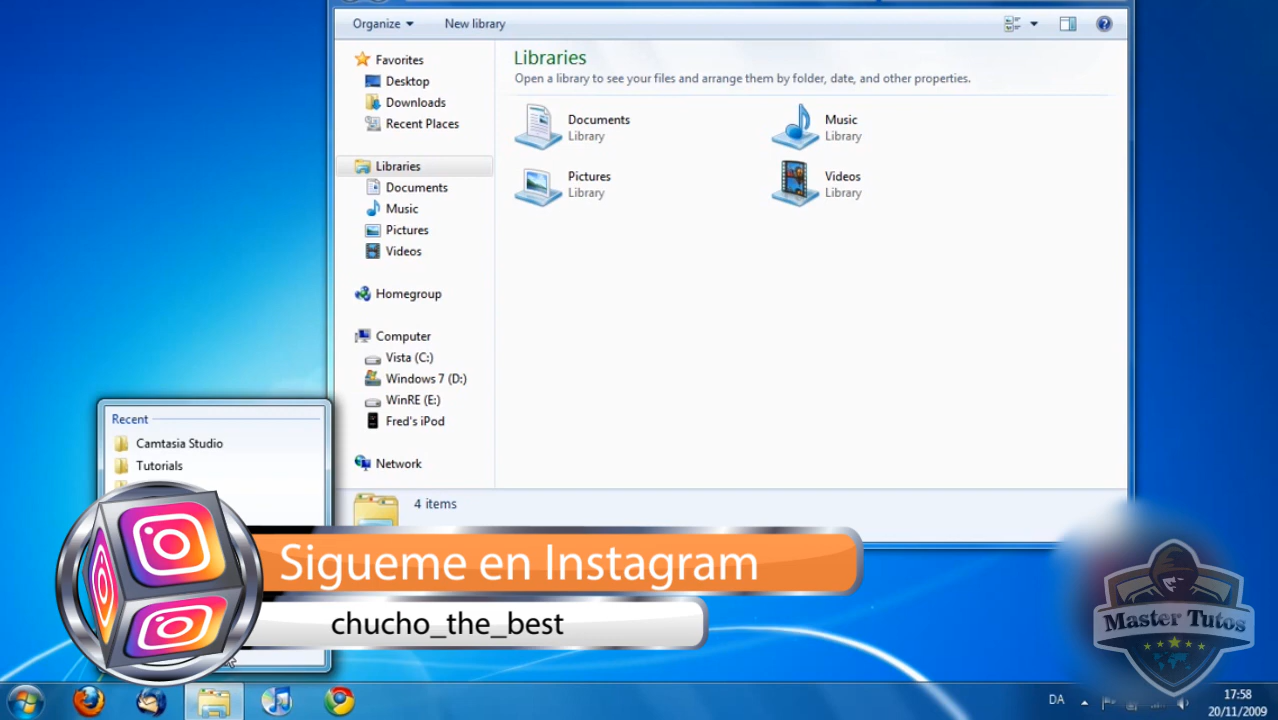 Organize
New library
Favorites
Desktop
Downloads
Recent Places
Libraries
Documents
Music
Pictures
Videos
Homegroup
Computer
Vista (C:)
Windows 7 (D:)
WinRE (E:)
Fred's iPod
Network
Libraries
Open a library to see your files and arrange them by folder, date, and other properties.
Documents
Library
Music
Library
Pictures
Library
Videos
Library
4 items
Recent
Camtasia Studio
Tutorials
Sigueme en Instagram
chucho_the_best
Master Tutos
DA
17:58
20/11/2009